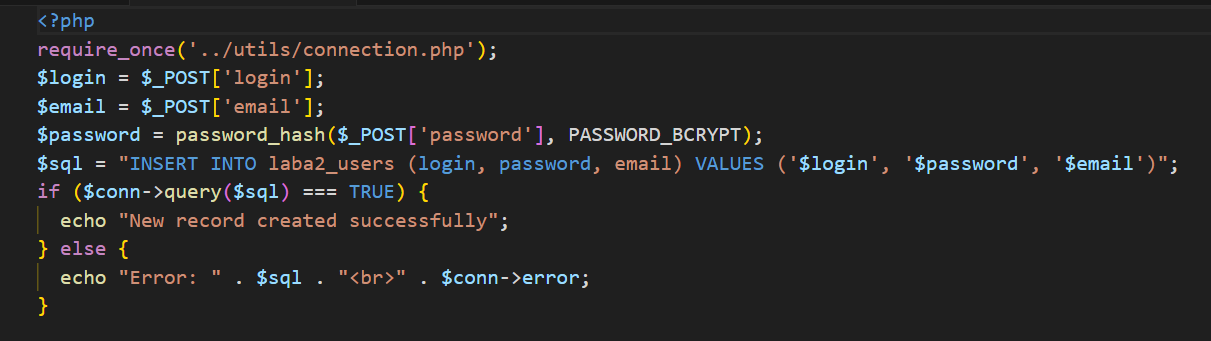 <?php
require_once('../utils/connection.php');
$login = $_POST['login'];
$email = $_POST['email'];
$password = password_hash($_POST['password'], PASSWORD_BCRYPT);
$sql = "INSERT INTO laba2_users (login, password, email) VALUES ('$login', '$password', '$email')";
if ($conn->query($sql) === TRUE) {
  echo "New record created successfully";
} else {
  echo "Error: " . $sql . "<br>" . $conn->error;
}